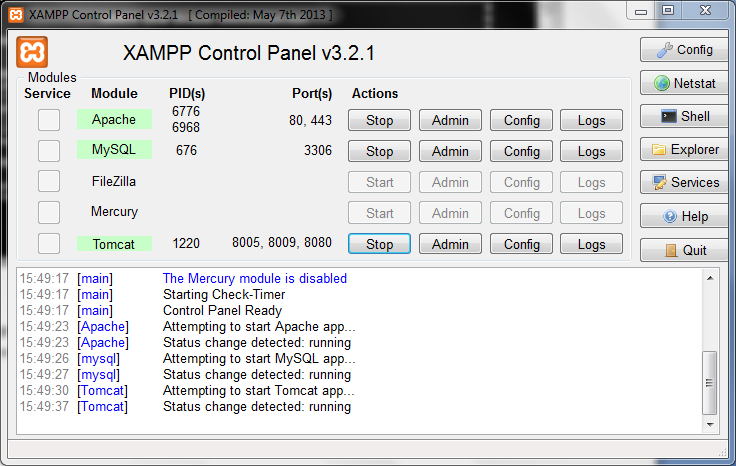 XAMPP Control Panel v3.2.1 [ Compiled: May 7th 2013 ]
XAMPP Control Panel v3.2.1
Config
Modules
Service Module PID(s) Port(s) Actions
Netstat
Apache 6776 6968 80, 443 Stop Admin Config Logs
Shell
MySQL 676 3306 Stop Admin Config Logs
Explorer
FileZilla Start Admin Config Logs
Services
Mercury Start Admin Config Logs
Help
Tomcat 1220 8005, 8009, 8080 Stop Admin Config Logs
Quit
15:49:17 [main] The Mercury module is disabled
15:49:17 [main] Starting Check-Timer
15:49:17 [main] Control Panel Ready
15:49:23 [Apache] Attempting to start Apache app...
15:49:23 [Apache] Status change detected: running
15:49:26 [mysql] Attempting to start MySQL app...
15:49:27 [mysql] Status change detected: running
15:49:30 [Tomcat] Attempting to start Tomcat app...
15:49:37 [Tomcat] Status change detected: running